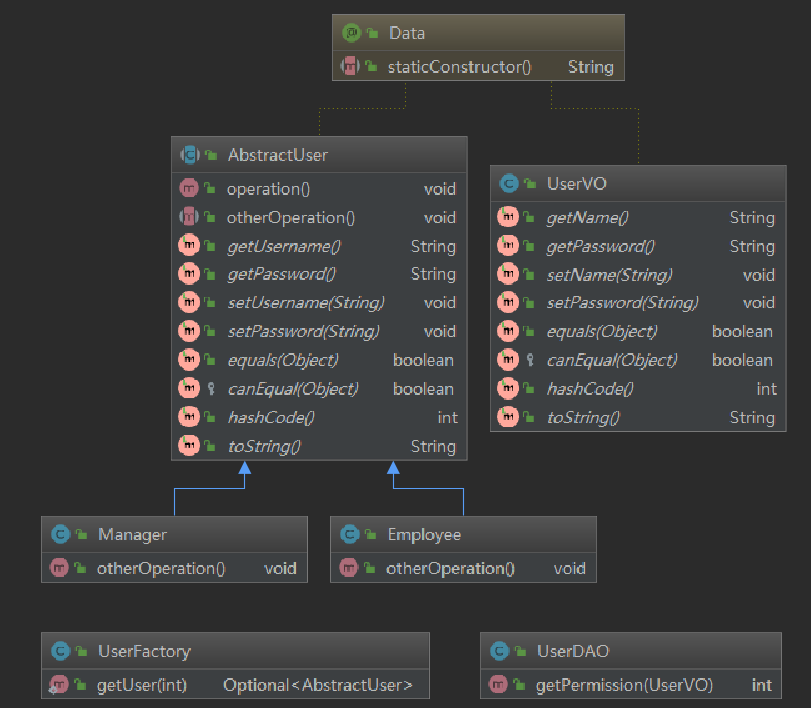 Data
staticConstructor() String
AbstractUser
operation() void
otherOperation() void
getUsername() String
getPassword() String
setUsername(String) void
setPassword(String) void
equals(Object) boolean
canEqual(Object) boolean
hashCode() int
toString() String
UserVO
getName() String
getPassword() String
setName(String) void
setPassword(String) void
equals(Object) boolean
canEqual(Object) boolean
hashCode() int
toString() String
Manager
otherOperation() void
Employee
otherOperation() void
UserFactory
getUser(int) Optional<AbstractUser>
UserDAO
getPermission(UserVO) int